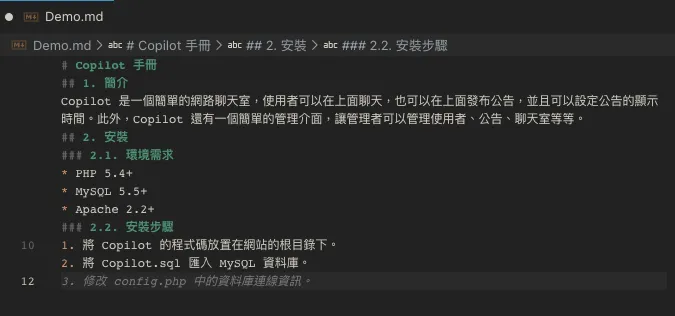 Demo.md
Demo.md > abc # Copilot 手冊 > abc ## 2. 安裝 > abc ### 2.2. 安裝步驟
# Copilot 手冊
## 1. 簡介
Copilot 是一個簡單的網路聊天室，使用者可以在上面聊天，也可以在上面發布公告，並且可以設定公告的顯示
時間。此外，Copilot 還有一個簡單的管理介面，讓管理者可以管理使用者、公告、聊天室等等。
## 2. 安裝
### 2.1. 環境需求
* PHP 5.4+
* MySQL 5.5+
* Apache 2.2+
### 2.2. 安裝步驟
10 1. 將 Copilot 的程式碼放置在網站的根目錄下。
2. 將 Copilot.sql 匯入 MySQL 資料庫。
12 3. 修改 config.php 中的資料庫連線資訊。